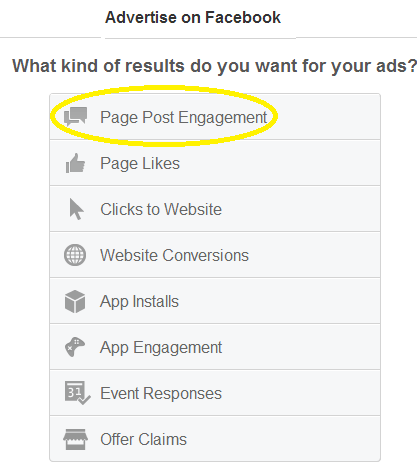 Advertise on Facebook
What kind of results do you want for your ads?
Page Post Engagement
Page Likes
Clicks to Website
Website Conversions
App Installs
App Engagement
31
Event Responses
Offer Claims